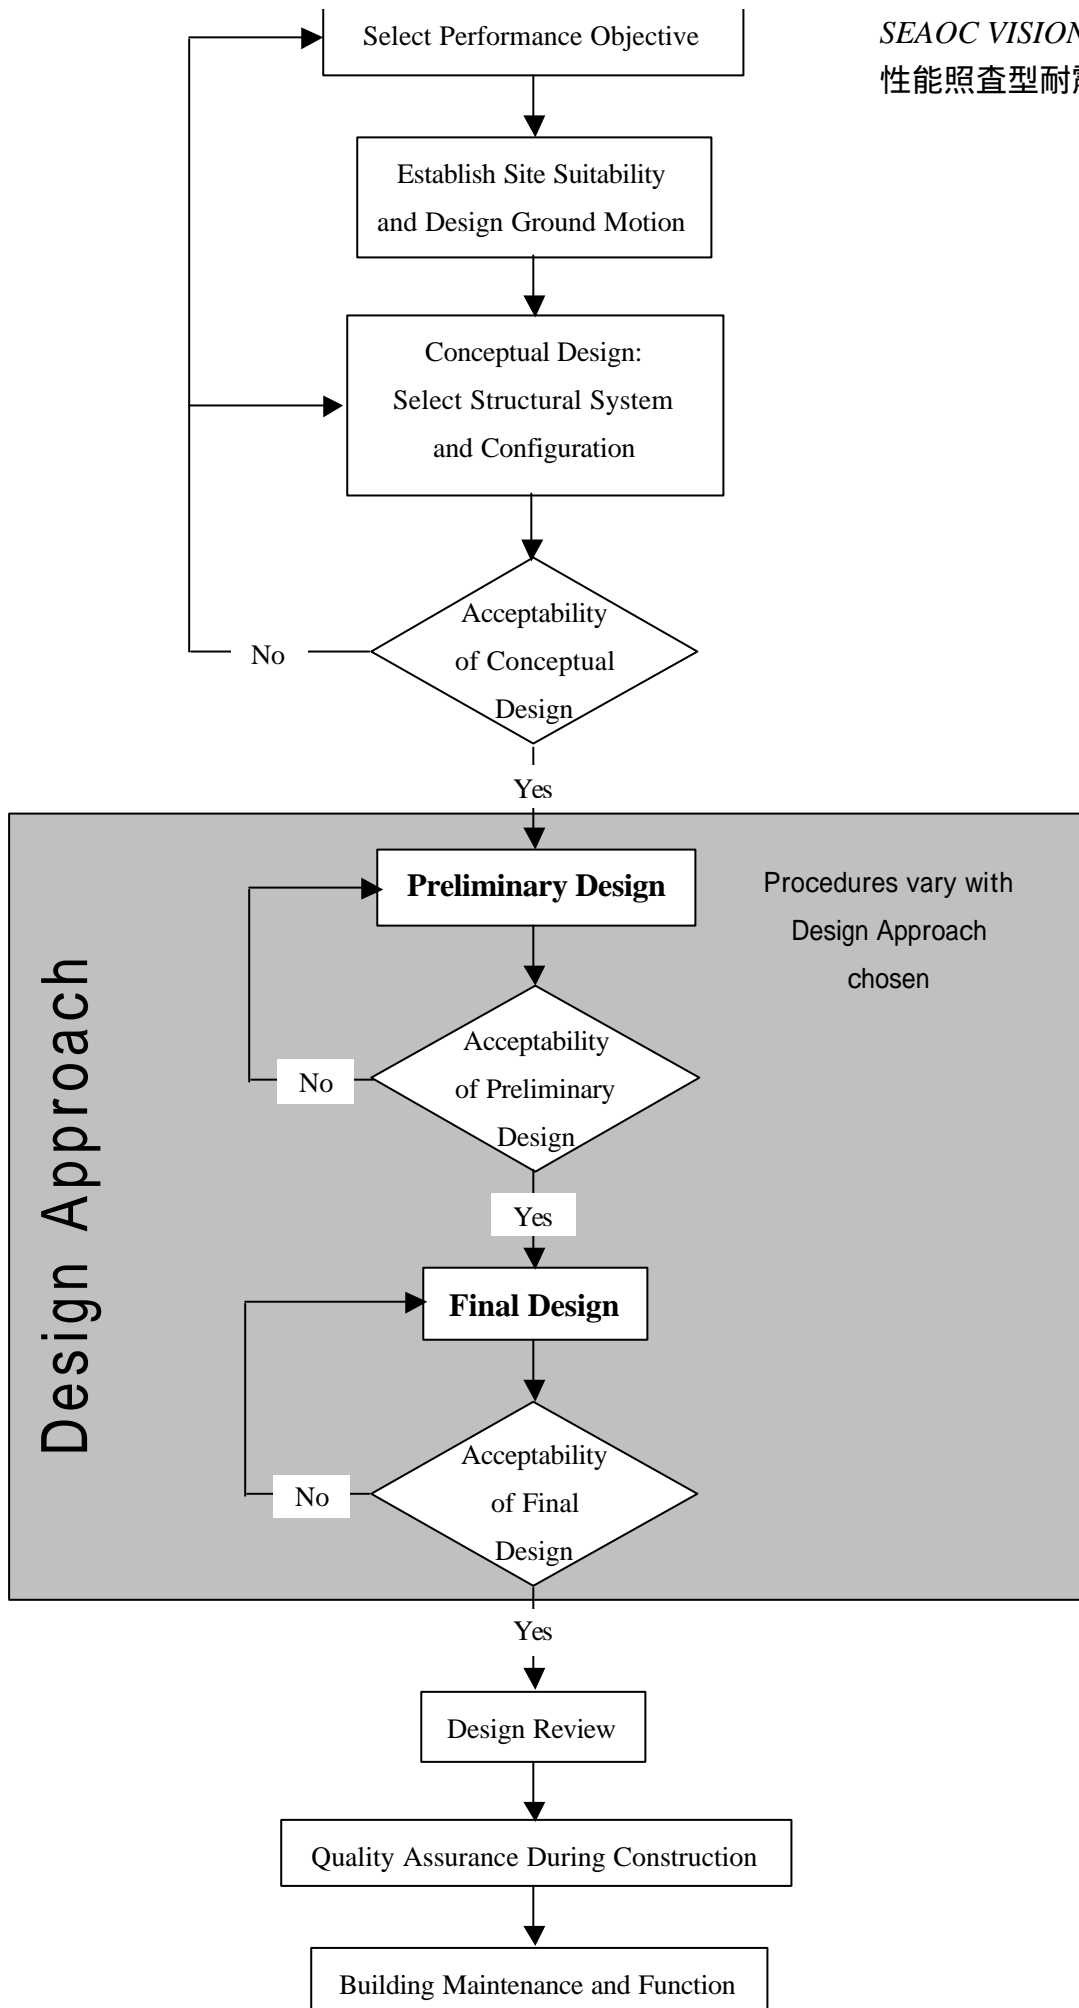 Select Performance Objective
SEAOC VISION
性能照査型耐震
Establish Site Suitability
and Design Ground Motion
Conceptual Design:
Select Structural System
and Configuration
Acceptability
of Conceptual
Design
No
Yes
Design Approach
Preliminary Design
Procedures vary with
Design Approach
chosen
Acceptability
of Preliminary
Design
No
Yes
Final Design
Acceptability
of Final
Design
No
Yes
Design Review
Quality Assurance During Construction
Building Maintenance and Function